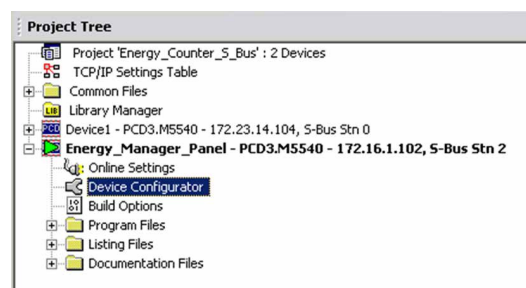 Project Tree
Project 'Energy_Counter_S_Bus' : 2 Devices
TCP/IP Settings Table
Common Files
LIB Library Manager
PCD Device1 - PCD3.M5540 - 172.23.14.104, S-Bus Stn 0
Energy_Manager_Panel - PCD3.M5540 - 172.16.1.102, S-Bus Stn 2
Online Settings
Device Configurator
Build Options
Program Files
Listing Files
Documentation Files